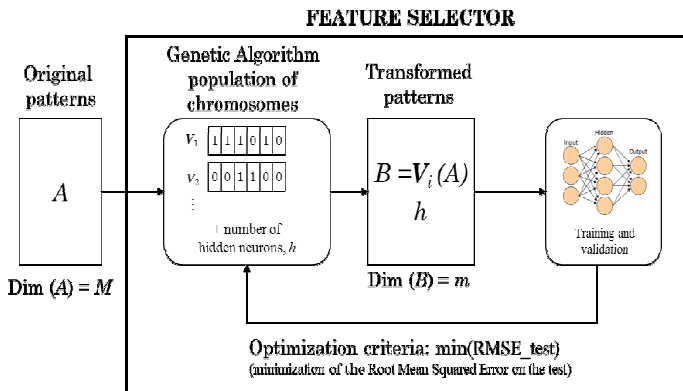 FEATURE SELECTOR
Original
patterns
A
Dim (A) = M
Genetic Algorithm
population of
chromosomes
V₁ 1 1 1 0 1 0
V₂ 0 0 1 1 0 0
⋮
+ number of
hidden neurons, h
Transformed
patterns
B =Vᵢ(A)
h
Dim (B) = m
Input
Hidden
Output
Training and
validation
Optimization criteria: min(RMSE_test)
(minimization of the Root Mean Squared Error on the test)